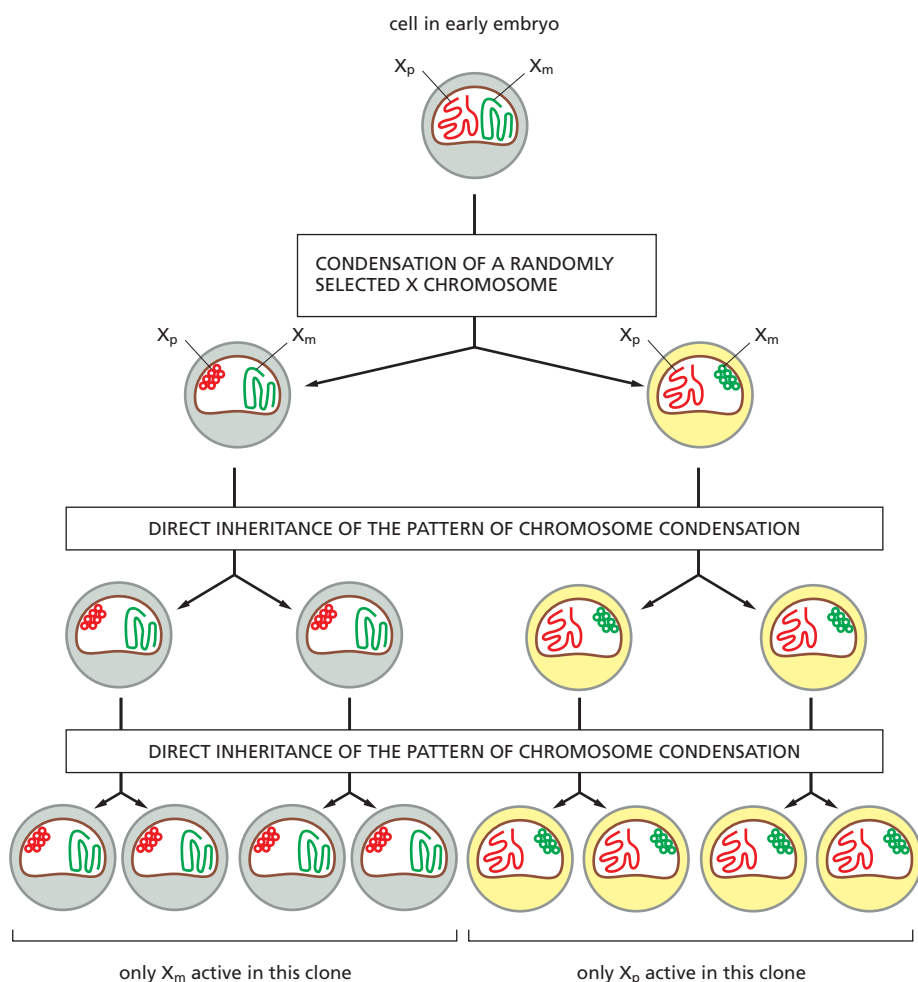 cell in early embryo
Xp Xm
CONDENSATION OF A RANDOMLY
SELECTED X CHROMOSOME
Xp Xm Xp Xm
DIRECT INHERITANCE OF THE PATTERN OF CHROMOSOME CONDENSATION
DIRECT INHERITANCE OF THE PATTERN OF CHROMOSOME CONDENSATION
only Xm active in this clone
only Xp active in this clone